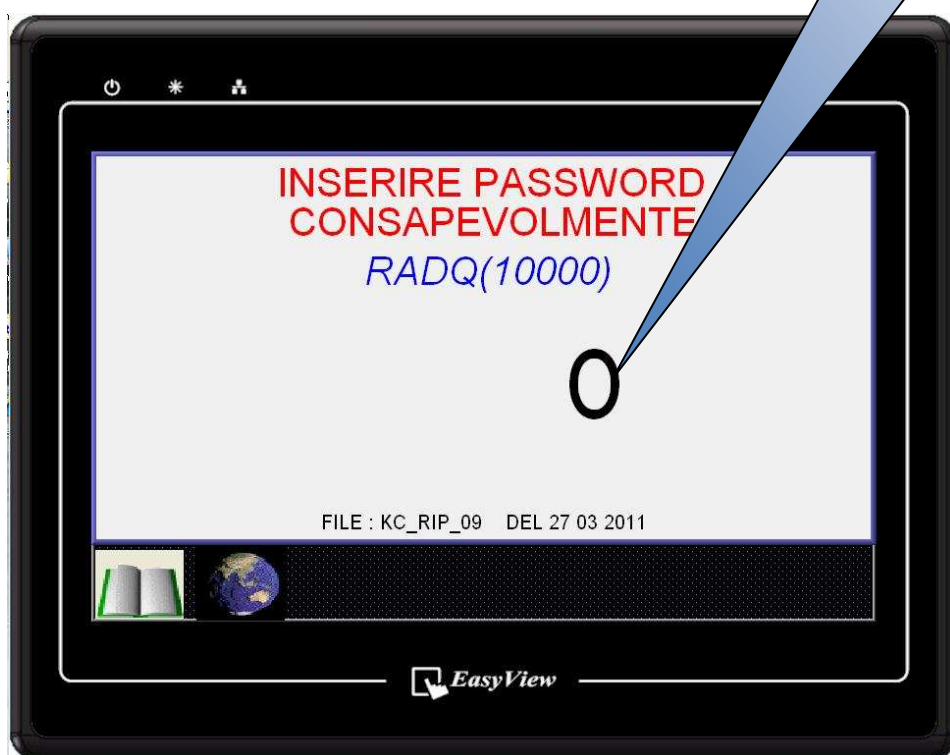 INSERIRE PASSWORD
CONSAPEVOLMENTE
RADQ(10000)
0
FILE : KC_RIP_09 DEL 27 03 2011
EasyView